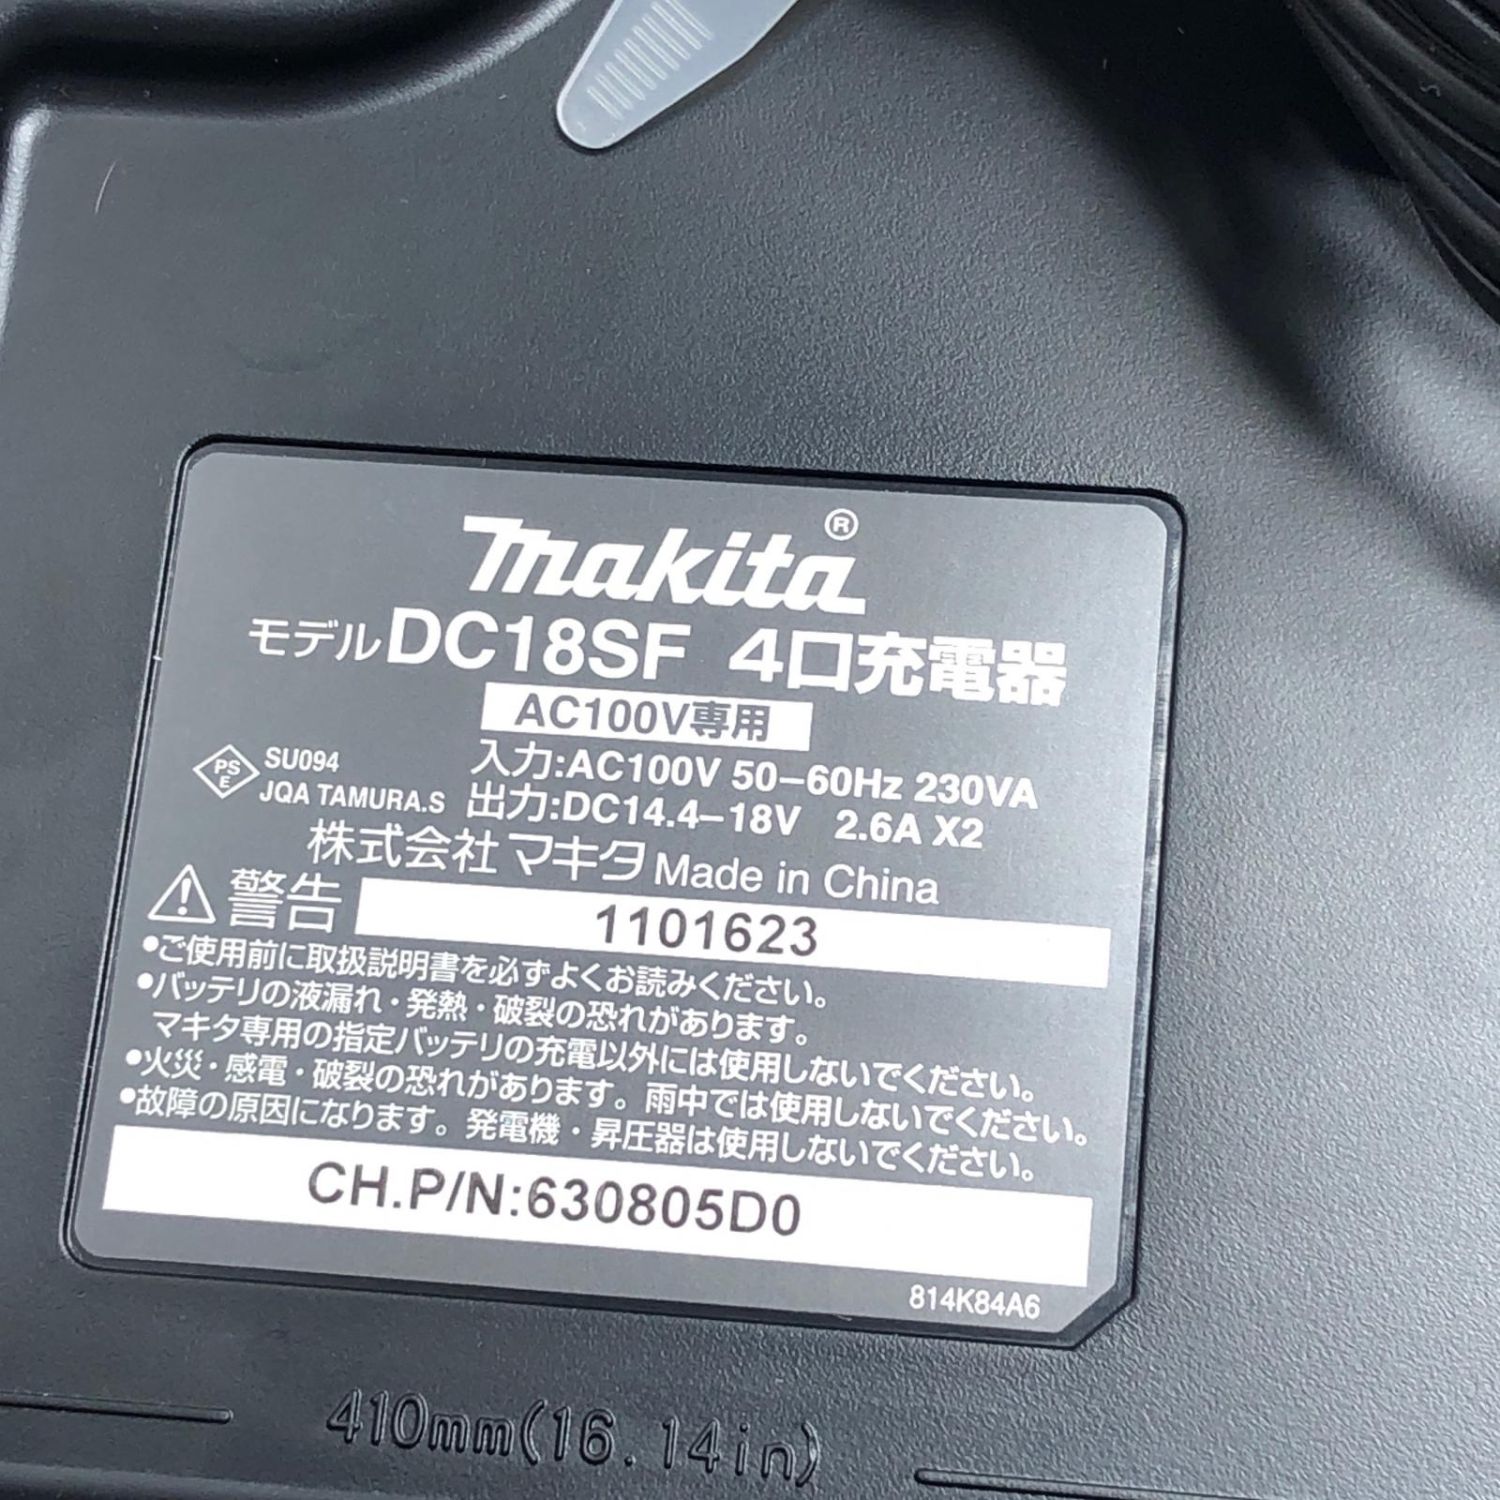 makita®
モデルDC18SF 4口充電器
AC100V専用
入力:AC100V 50−60Hz 230VA
出力:DC14.4−18V 2.6A X2
PS
E
SU094
JQA TAMURA.S
株式会社マキタ Made in China
警告 1101623
•ご使用前に取扱説明書を必ずよくお読みください。
•バッテリの液漏れ・発熱・破裂の恐れがあります。
マキタ専用の指定バッテリの充電以外には使用しないでください。
•火災・感電・破裂の恐れがあります。雨中では使用しないでください。
•故障の原因になります。発電機・昇圧器は使用しないでください。
CH.P/N:630805D0
814K84A6
410mm(16.14in)